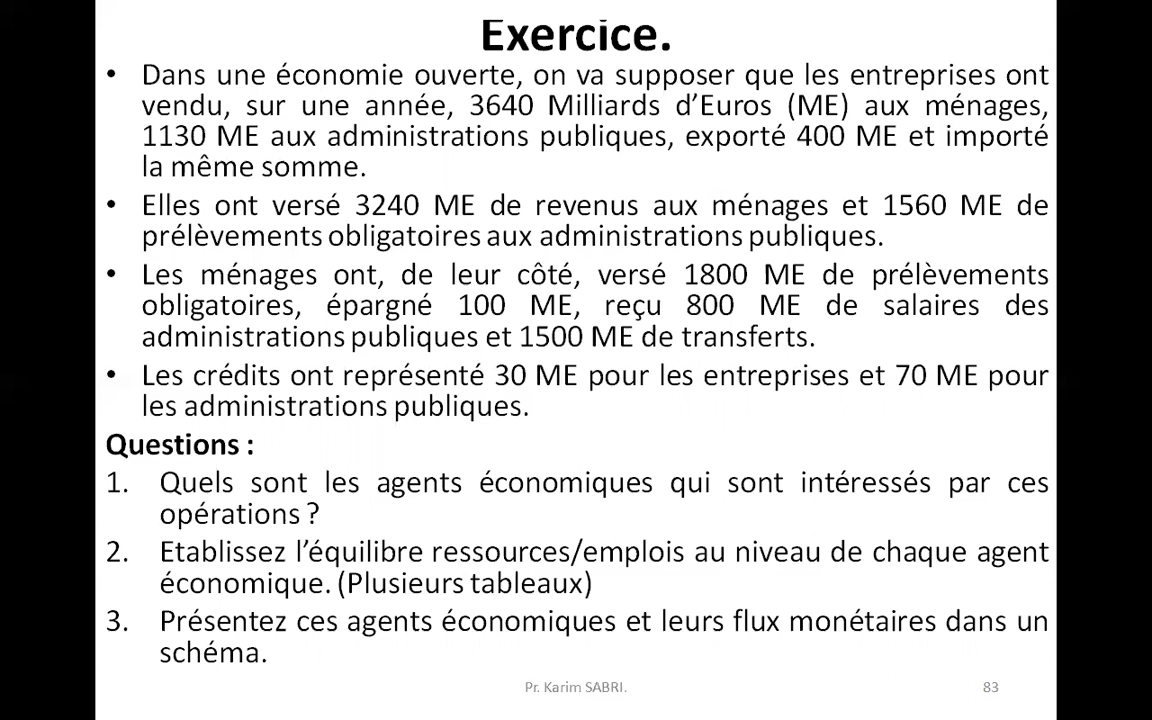 Exercice.
• Dans une économie ouverte, on va supposer que les entreprises ont
vendu, sur une année, 3640 Milliards d’Euros (ME) aux ménages,
1130 ME aux administrations publiques, exporté 400 ME et importé
la même somme.
• Elles ont versé 3240 ME de revenus aux ménages et 1560 ME de
prélèvements obligatoires aux administrations publiques.
• Les ménages ont, de leur côté, versé 1800 ME de prélèvements
obligatoires, épargné 100 ME, reçu 800 ME de salaires des
administrations publiques et 1500 ME de transferts.
• Les crédits ont représenté 30 ME pour les entreprises et 70 ME pour
les administrations publiques.
Questions :
1. Quels sont les agents économiques qui sont intéressés par ces
opérations ?
2. Etablissez l’équilibre ressources/emplois au niveau de chaque agent
économique. (Plusieurs tableaux)
3. Présentez ces agents économiques et leurs flux monétaires dans un
schéma.
Pr. Karim SABRI.
83